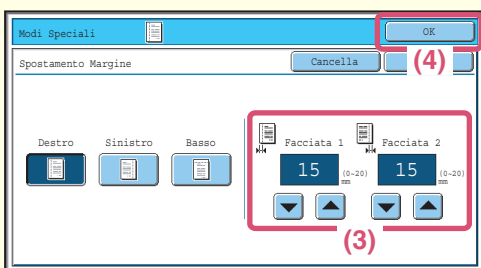 Modi Speciali
OK
(4)
Spostamento Margine
Cancella
Destro
Sinistro
Basso
Facciata 1
Facciata 2
15
(0~20)
mm
15
(0~20)
mm
(3)